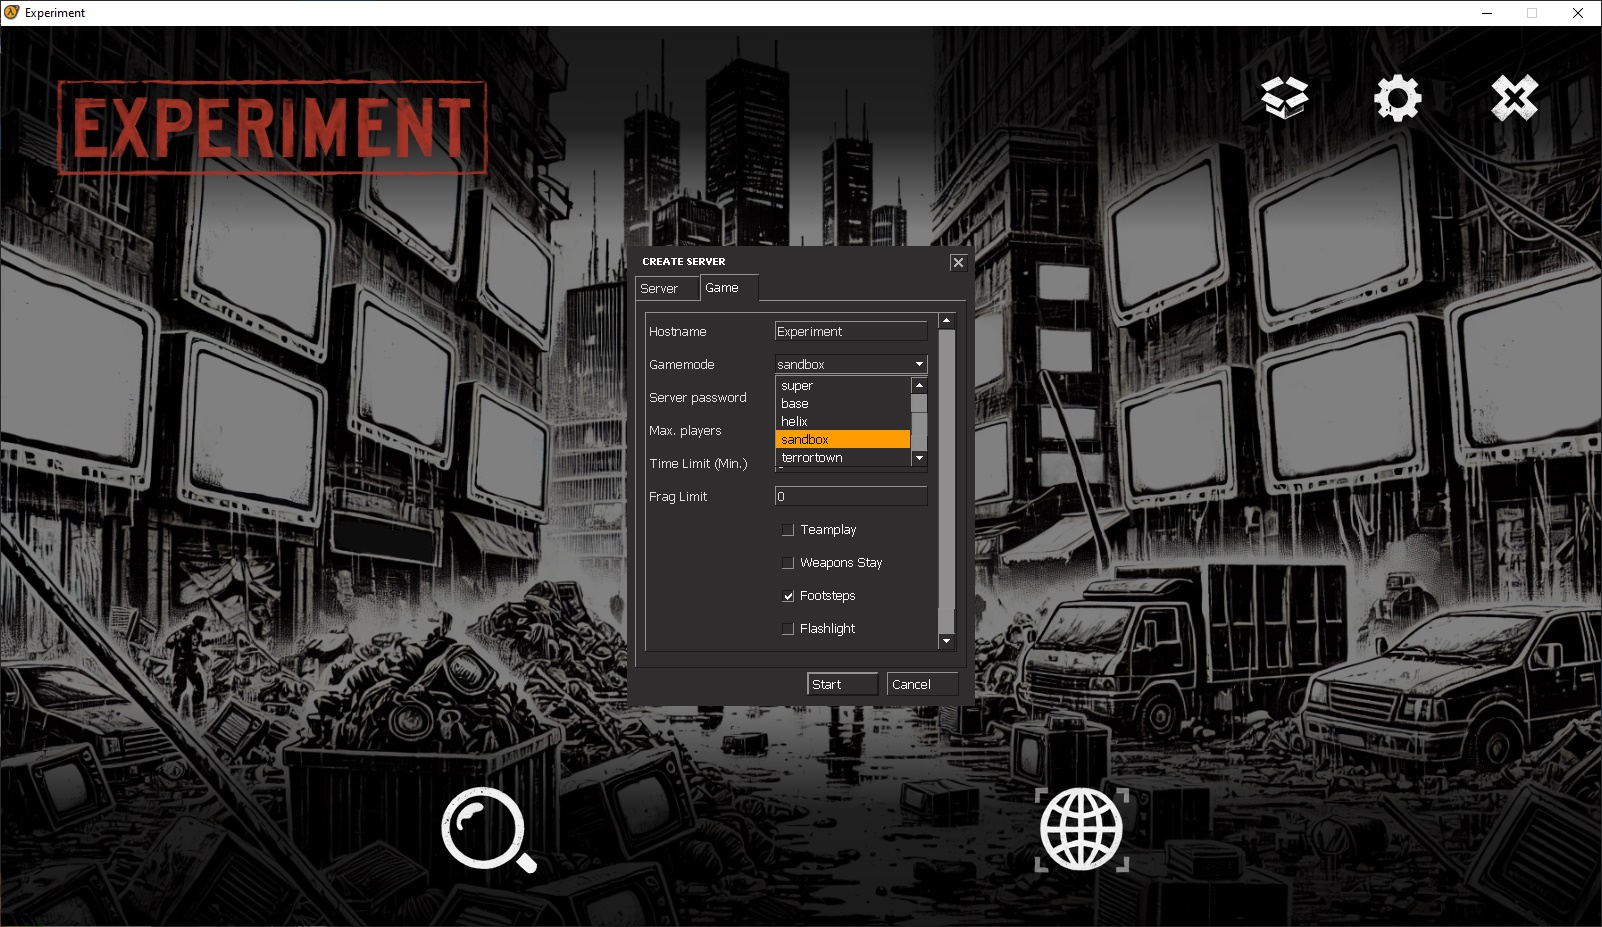 Experiment
EXPERIMENT
CREATE SERVER
Server
Game
Hostname
Experiment
Gamemode
sandbox
super
base
helix
sandbox
terrortown
Server password
Max. players
Time Limit (Min.)
Frag Limit
0
Teamplay
Weapons Stay
Footsteps
Flashlight
Start
Cancel